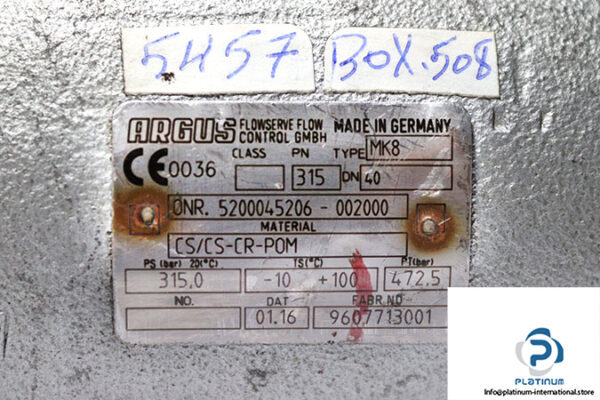 5457 BOX.508
ARGUS FLOWSERVE FLOW CONTROL GMBH MADE IN GERMANY
CE 0036 CLASS PN 315 TYPE MK8
DN 40
ONR. 5200045206 - 002000
MATERIAL
CS/CS-CR-POM
PS (bar) 20(°C) TS(°C) PT(bar)
315,0 -10 +100 472,5
NO. DAT FABR.NO
01.16 9607713001
P
PLATINUM
Info@platinum-international.store